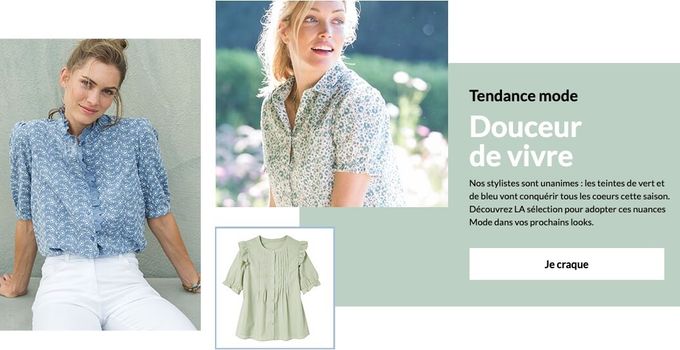 Tendance mode
Douceur
de vivre
Nos stylistes sont unanimes : les teintes de vert et
de bleu vont conquérir tous les coeurs cette saison.
Découvrez LA sélection pour adopter ces nuances
Mode dans vos prochains looks.
Je craque